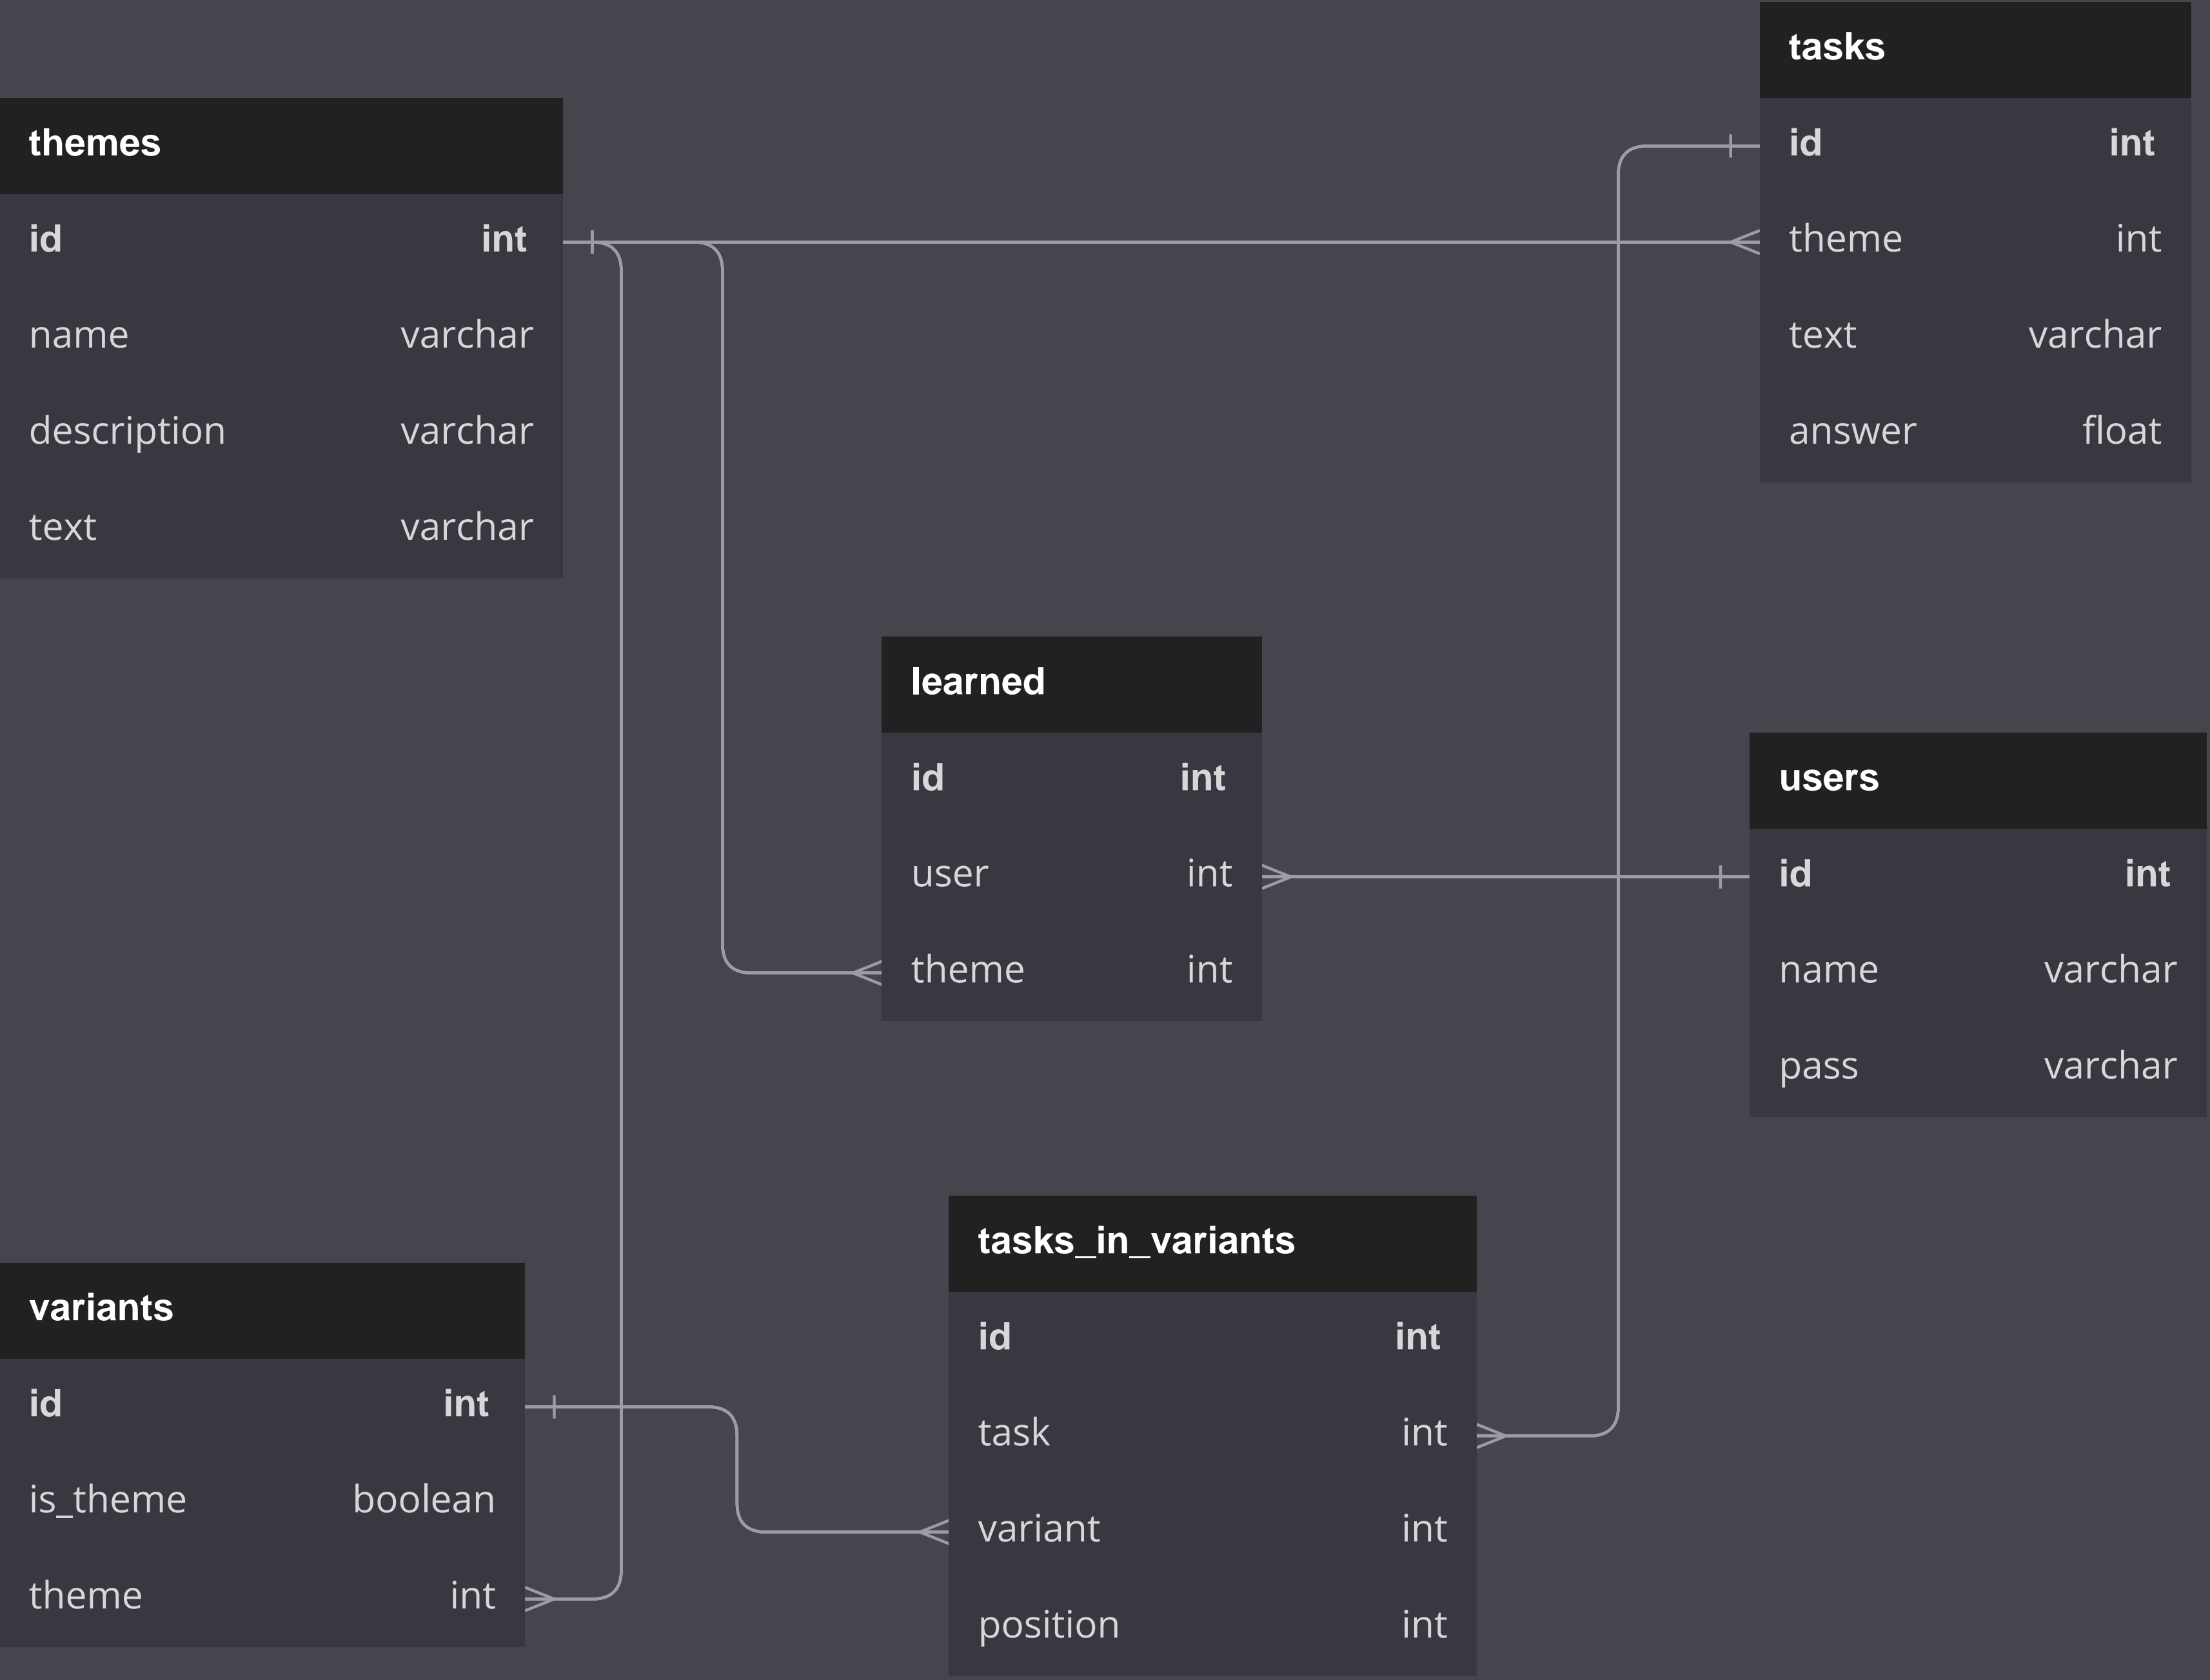 themes
id int
name varchar
description varchar
text varchar
tasks
id int
theme int
text varchar
answer float
learned
id int
user int
theme int
users
id int
name varchar
pass varchar
variants
id int
is_theme boolean
theme int
tasks_in_variants
id int
task int
variant int
position int